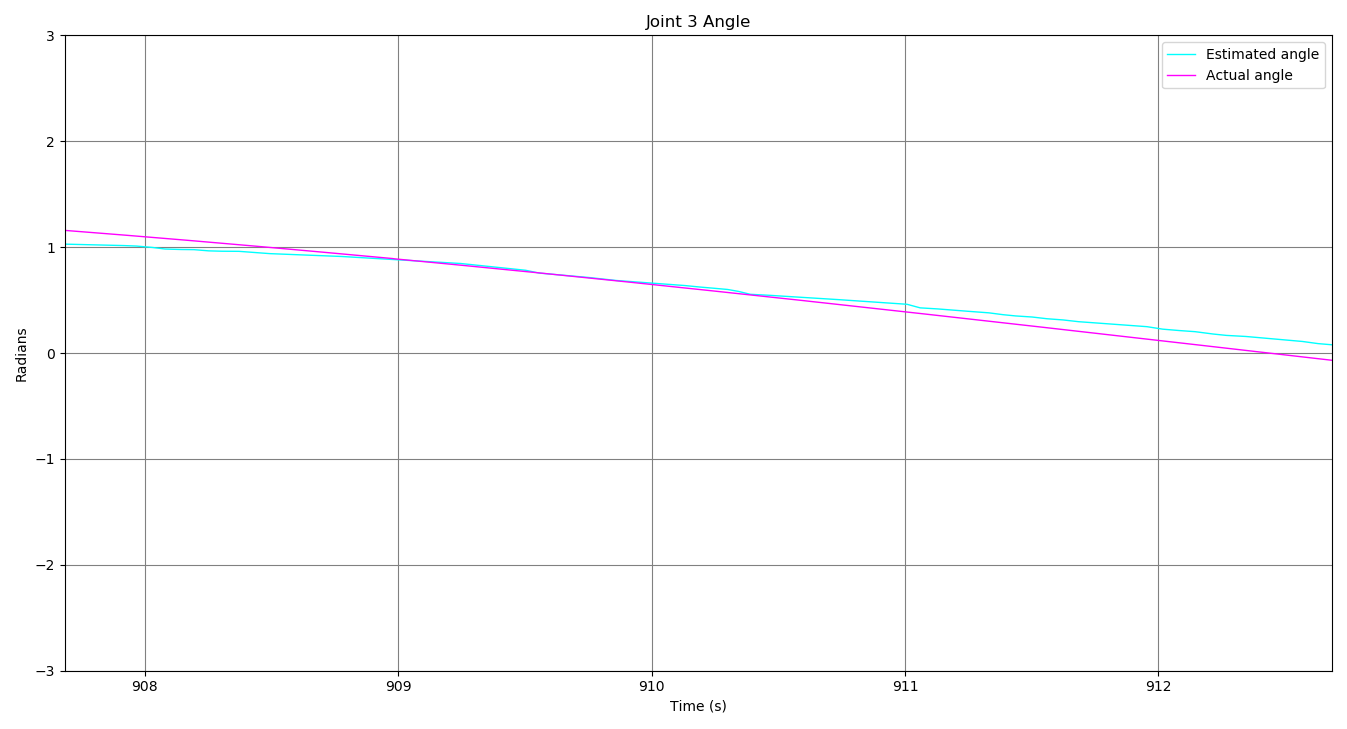 Joint 3 Angle
Estimated angle
Actual angle
3
2
1
0
−1
−2
−3
Radians
908 909 910 911 912
Time (s)